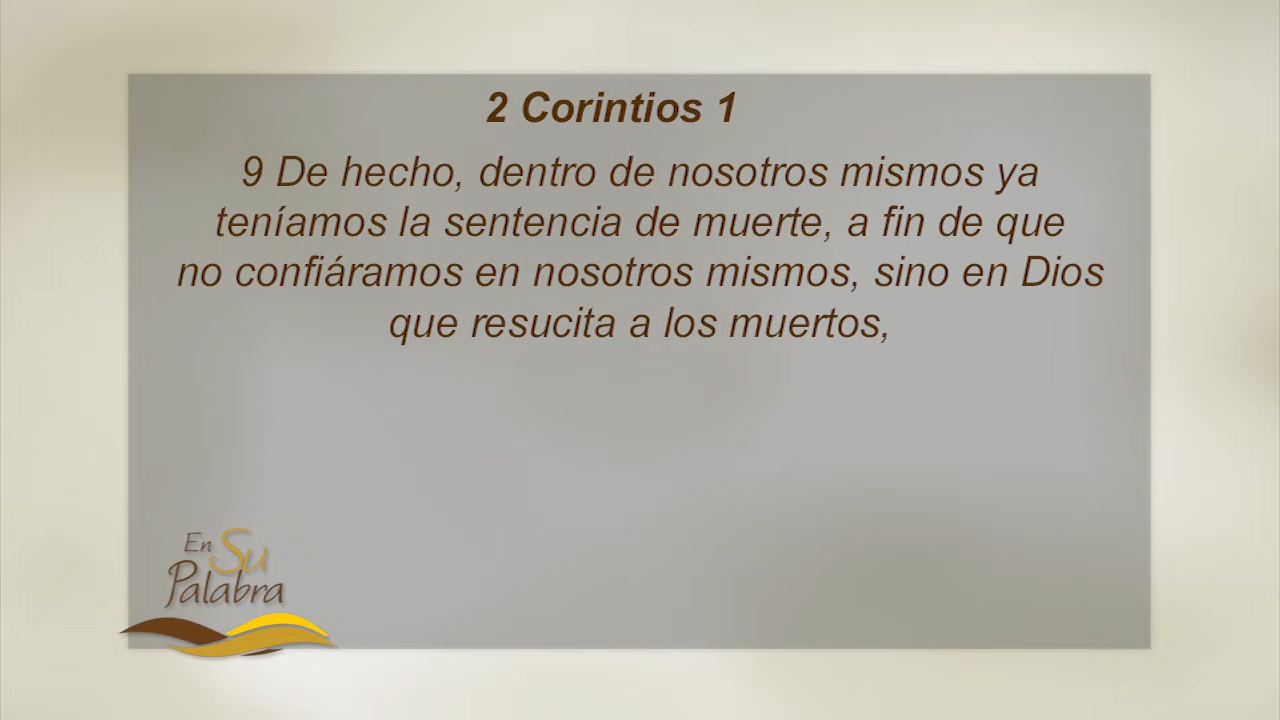 2 Corintios 1
9 De hecho, dentro de nosotros mismos ya
teníamos la sentencia de muerte, a fin de que
no confiáramos en nosotros mismos, sino en Dios
que resucita a los muertos,
En Su
Palabra